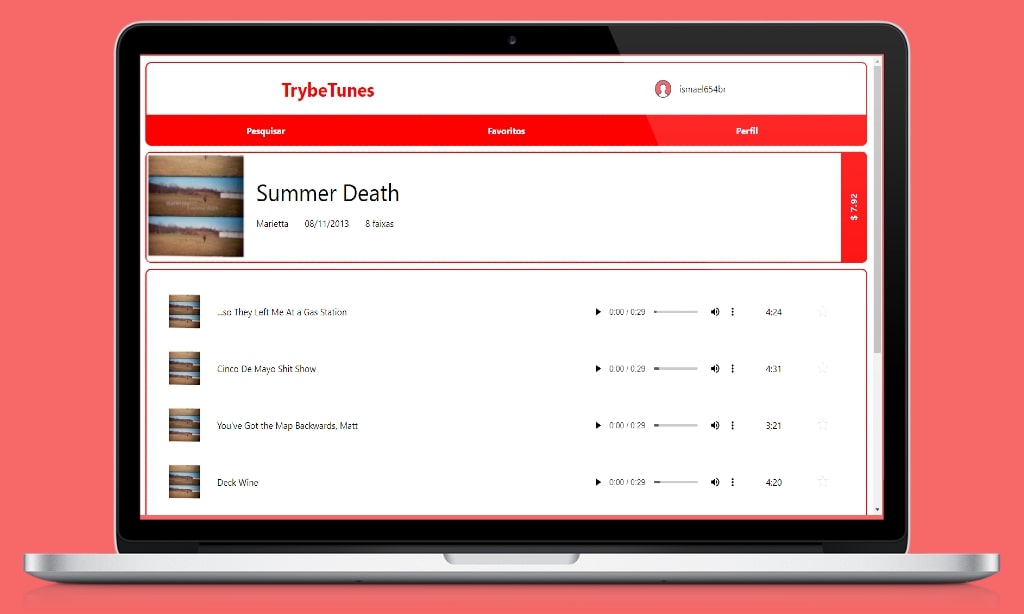 TrybeTunes
ismael654br
Pesquisar Favoritos Perfil
Summer Death
Marietta 08/11/2013 8 faixas
$ 7.92
...so They Left Me At a Gas Station 0:00 / 0:29 4:24
Cinco De Mayo Shit Show 0:00 / 0:29 4:31
You've Got the Map Backwards, Matt 0:00 / 0:29 3:21
Deck Wine 0:00 / 0:29 4:20